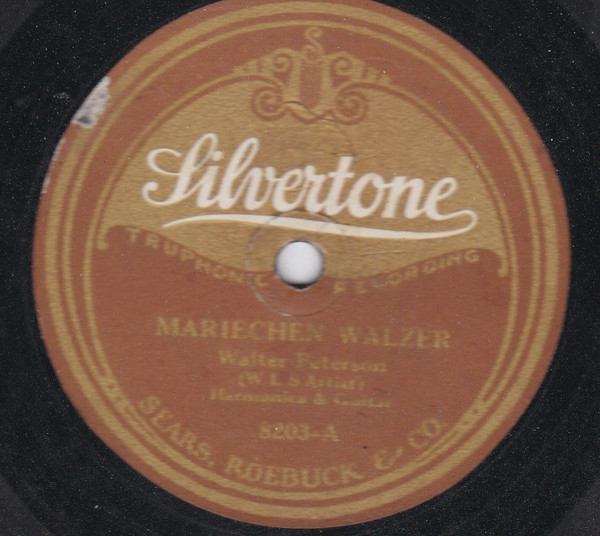 Silvertone
TRUPHONIC RECORDING
MARIECHEN WALZER
Walter Peterson
(W L S Artist)
Harmonica & Guitar
8203-A
SEARS, ROEBUCK & CO.